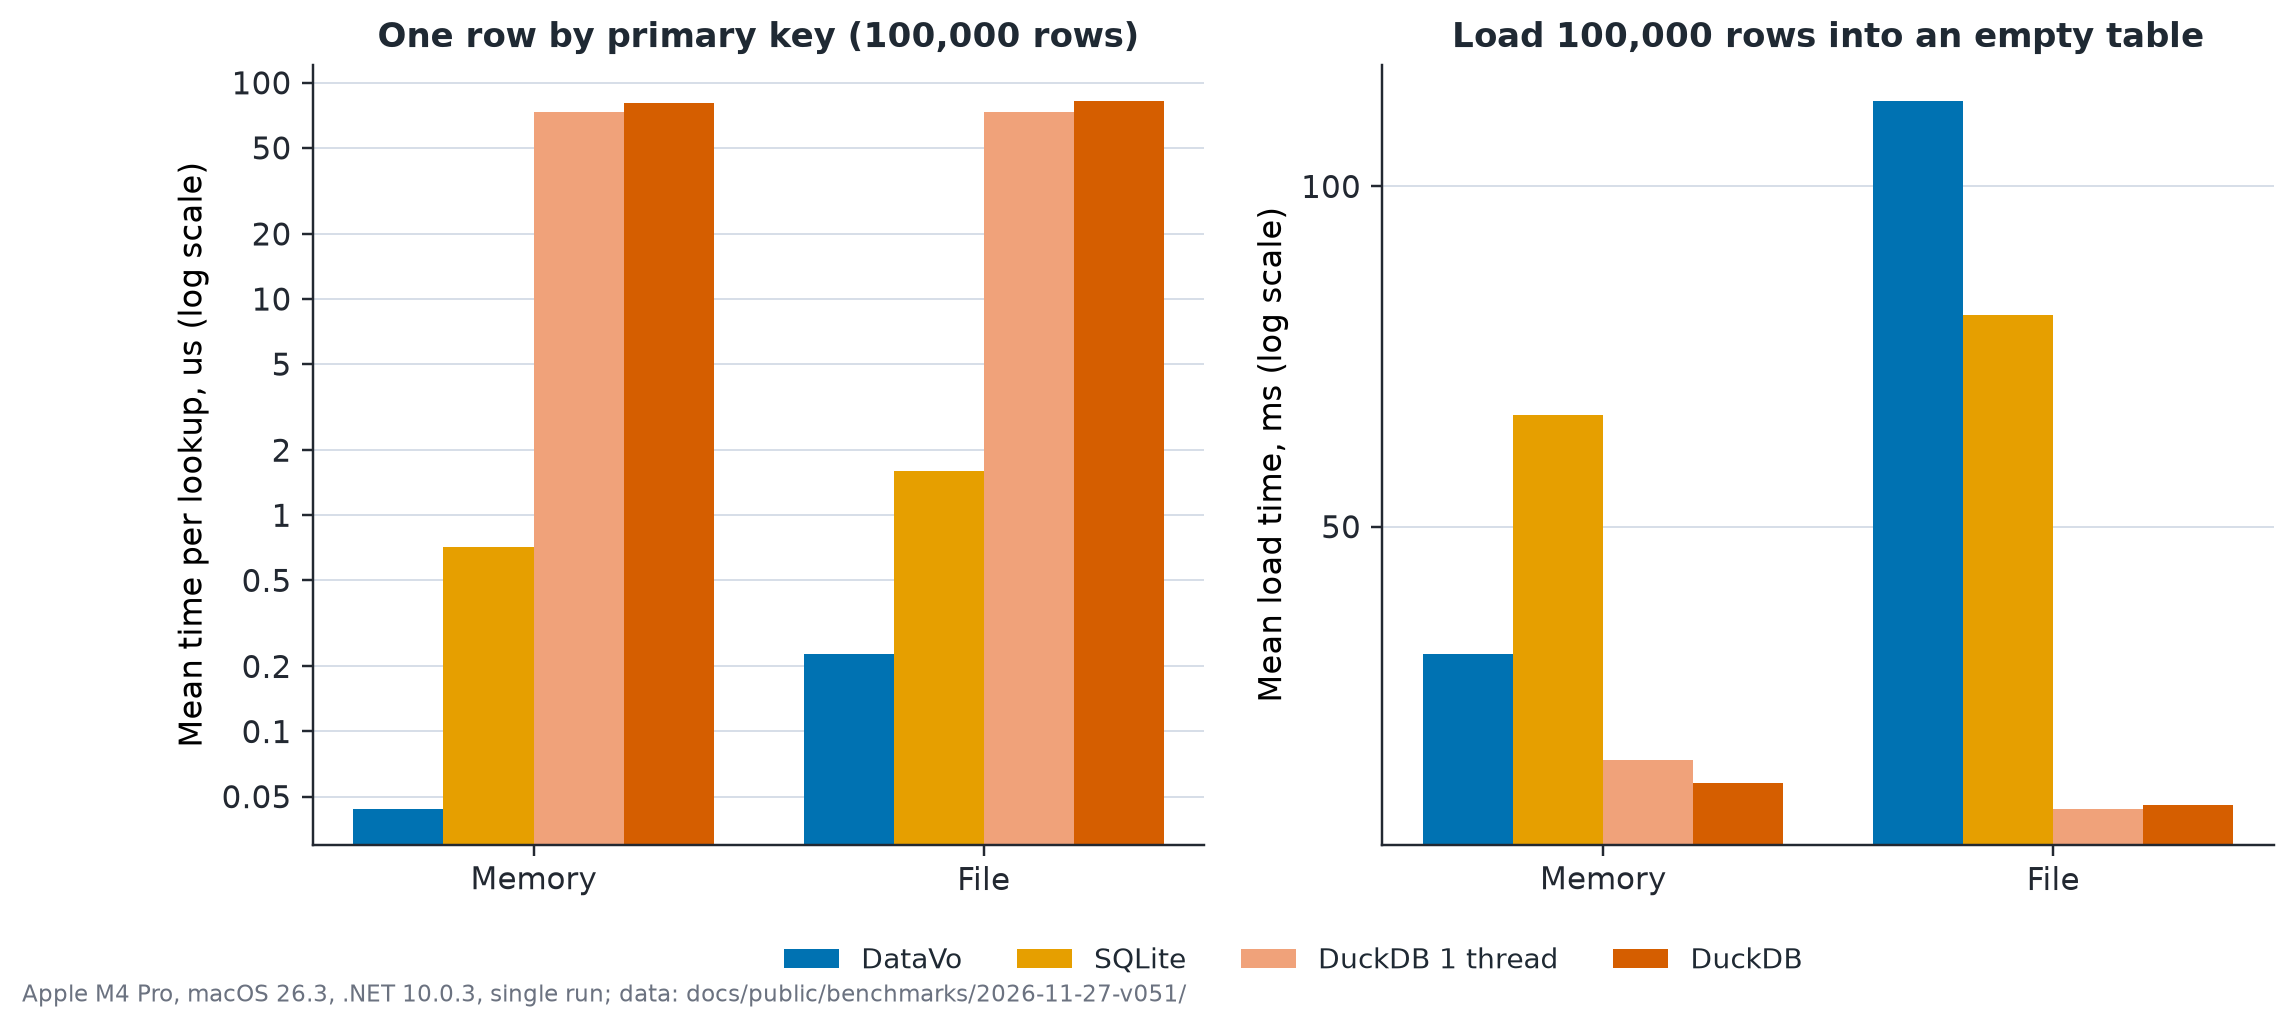 One row by primary key (100,000 rows)
Mean time per lookup, us (log scale)
100
50
20
10
5
2
1
0.5
0.2
0.1
0.05
Memory
File
Load 100,000 rows into an empty table
Mean load time, ms (log scale)
100
50
Memory
File
DataVo
SQLite
DuckDB 1 thread
DuckDB
Apple M4 Pro, macOS 26.3, .NET 10.0.3, single run; data: docs/public/benchmarks/2026-11-27-v051/